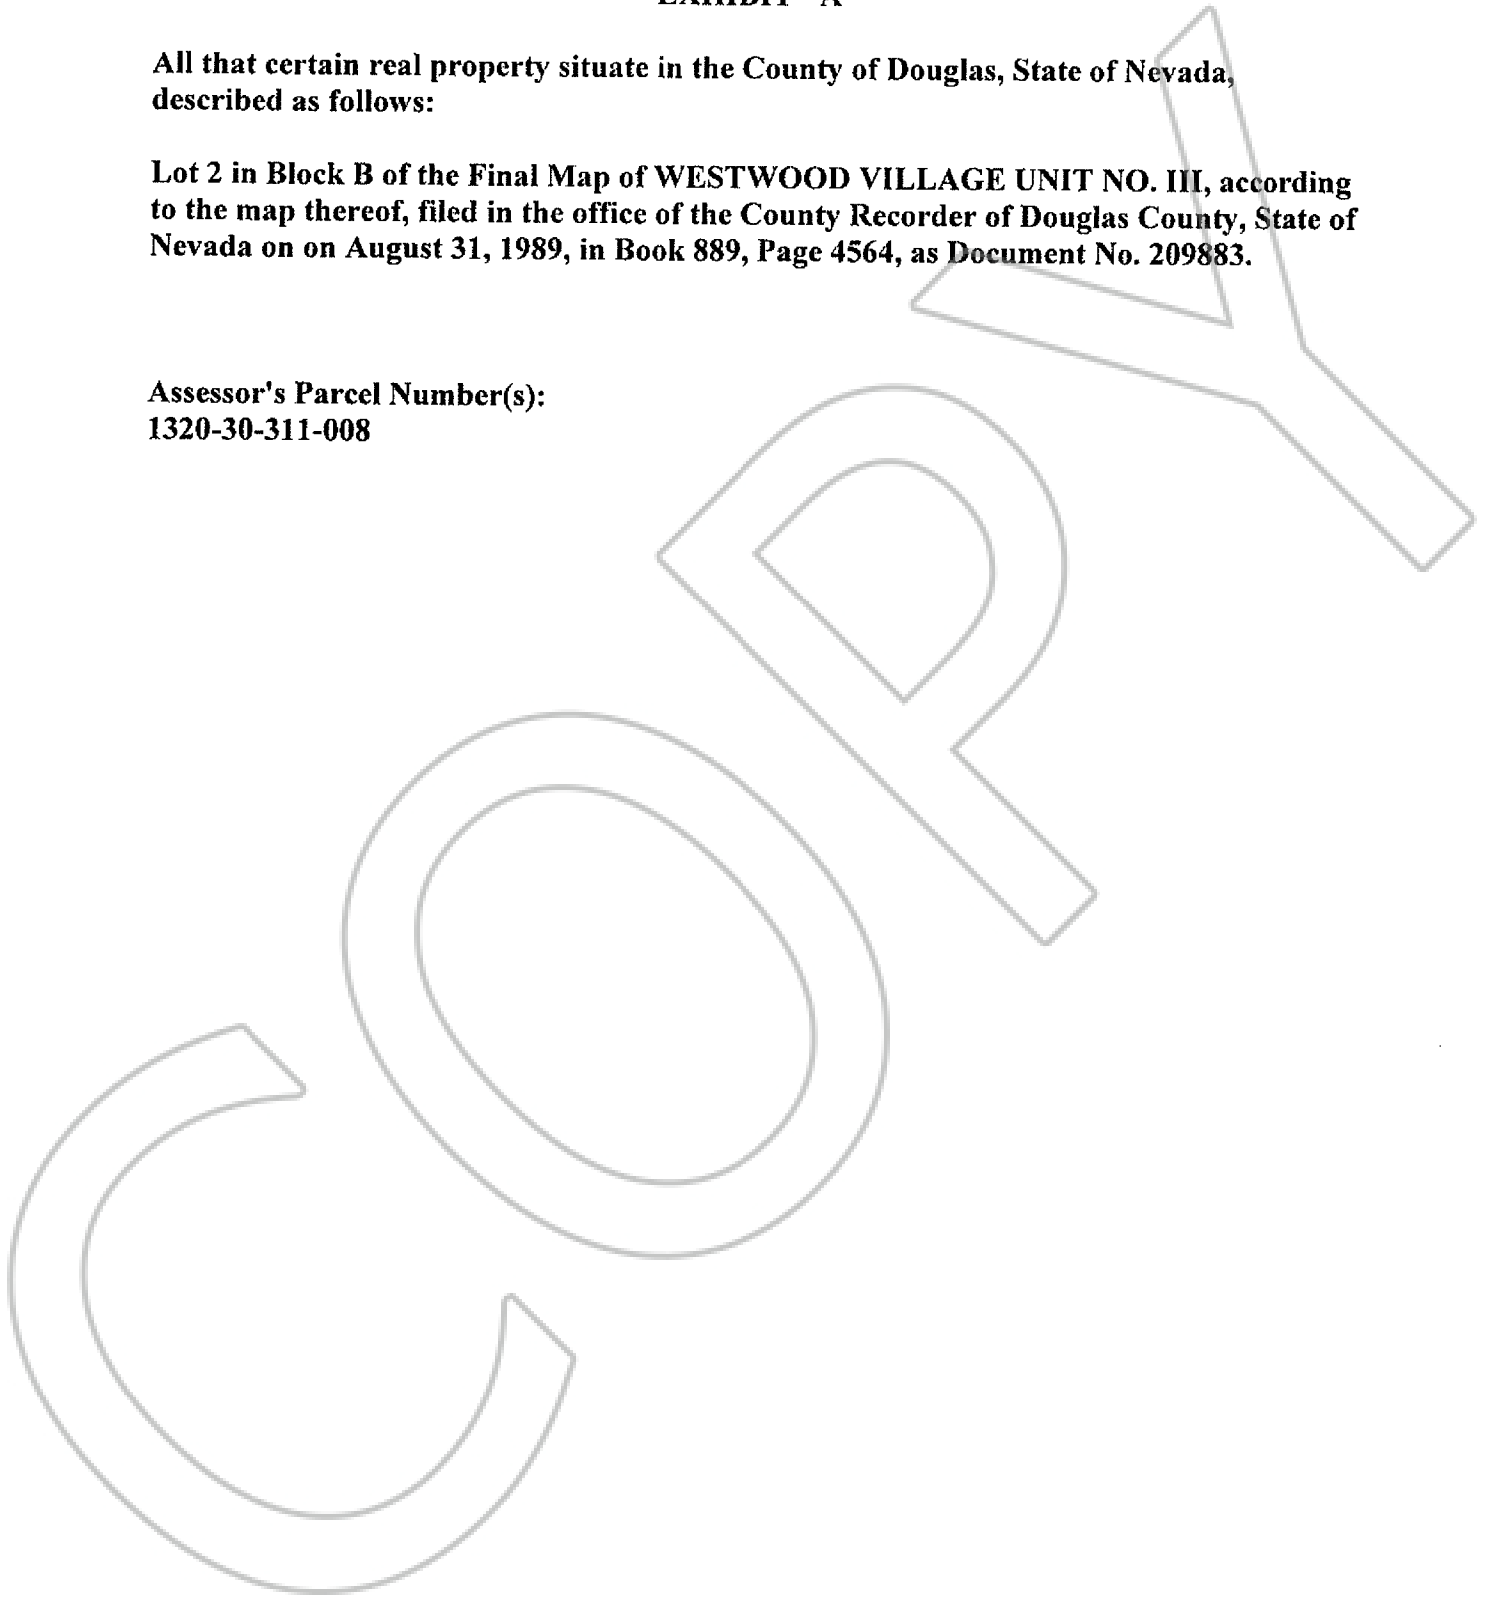 EXHIBIT "A"
All that certain real property situate in the County of Douglas, State of Nevada,
described as follows:
Lot 2 in Block B of the Final Map of WESTWOOD VILLAGE UNIT NO. III, according
to the map thereof, filed in the office of the County Recorder of Douglas County, State of
Nevada on on August 31, 1989, in Book 889, Page 4564, as Document No. 209883.
Assessor's Parcel Number(s):
1320-30-311-008
COPY